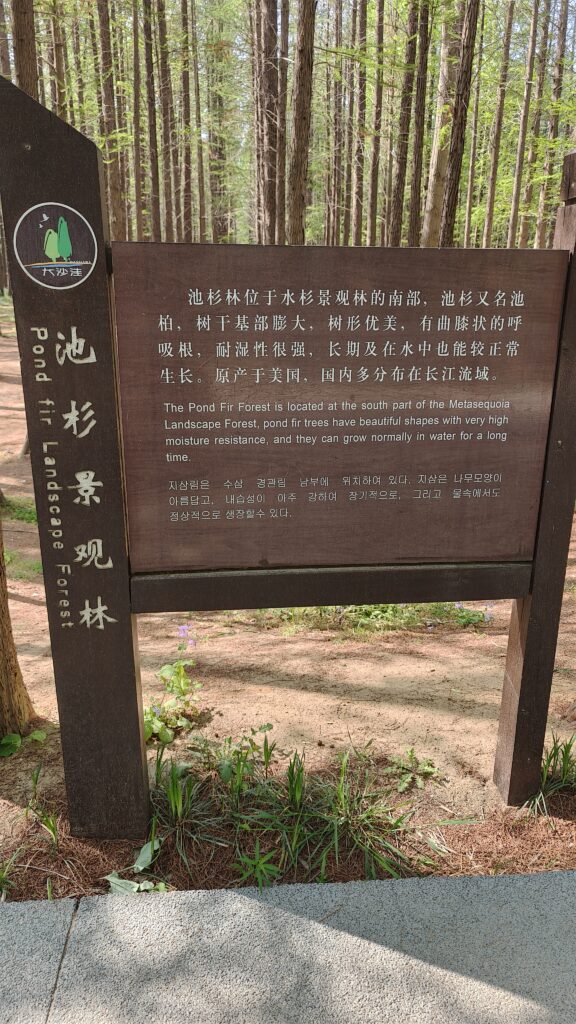 大沙洼
池杉景观林
Pond fir Landscape Forest
池杉林位于水杉景观林的南部，池杉又名池
柏，树干基部膨大，树形优美，有曲膝状的呼
吸根，耐湿性很强，长期及在水中也能较正常
生长。原产于美国，国内多分布在长江流域。
The Pond Fir Forest is located at the south part of the Metasequoia
Landscape Forest, pond fir trees have beautiful shapes with very high
moisture resistance, and they can grow normally in water for a long
time.
지삼림은 수삼 경관림 남부에 위치하여 있다. 지삼은 나무모양이
아름답고, 내습성이 아주 강하여 장기적으로, 그리고 물속에서도
정상적으로 생장할수 있다.